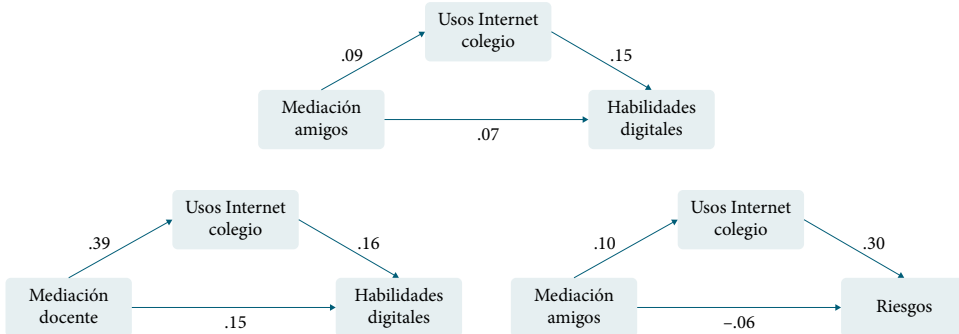 Usos Internet
colegio
.09
.15
Mediación
amigos
Habilidades
digitales
.07
Usos Internet
colegio
.39
.16
Mediación
docente
Habilidades
digitales
.15
Usos Internet
colegio
.10
.30
Mediación
amigos
Riesgos
–.06